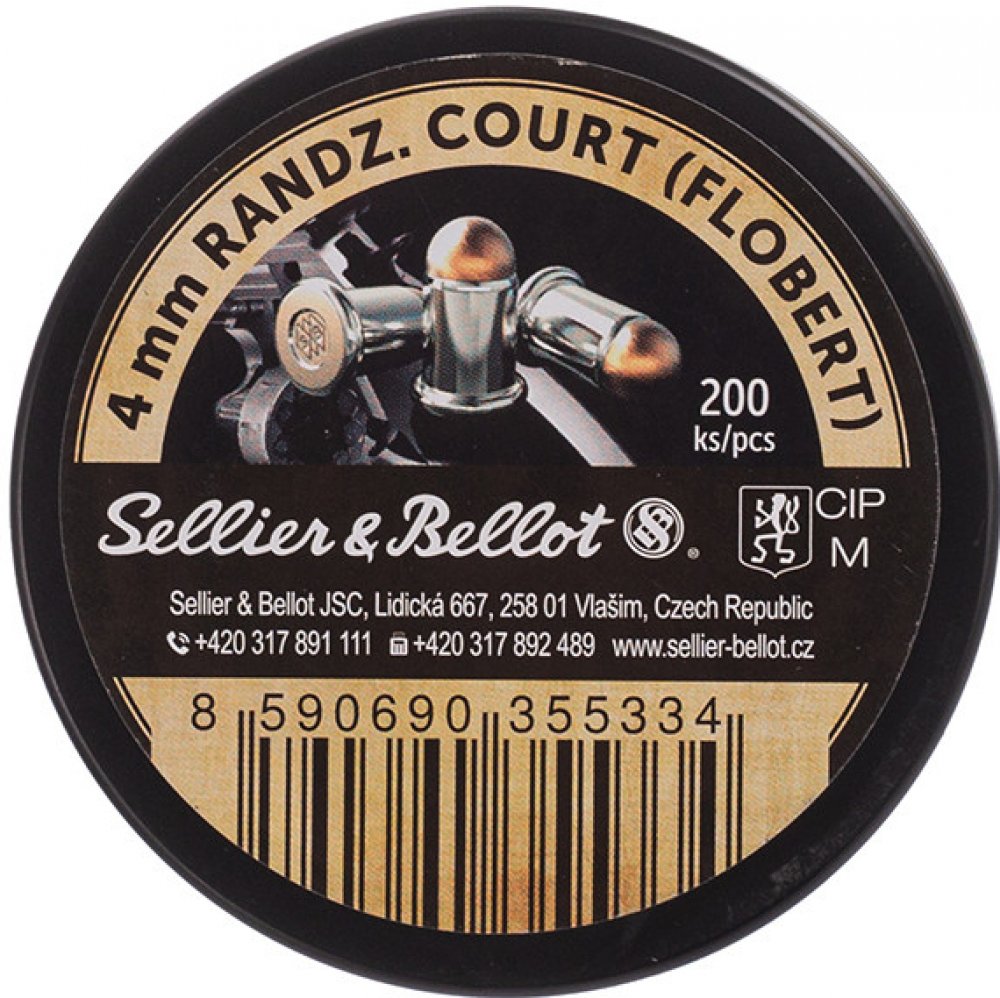 4 mm RANDZ. COURT (FLOBERT)
200
ks/pcs
Sellier & Bellot SB ®
CIP
M
Sellier & Bellot JSC, Lidická 667, 258 01 Vlašim, Czech Republic
+420 317 891 111 +420 317 892 489 www.sellier-bellot.cz
8 590690 355334